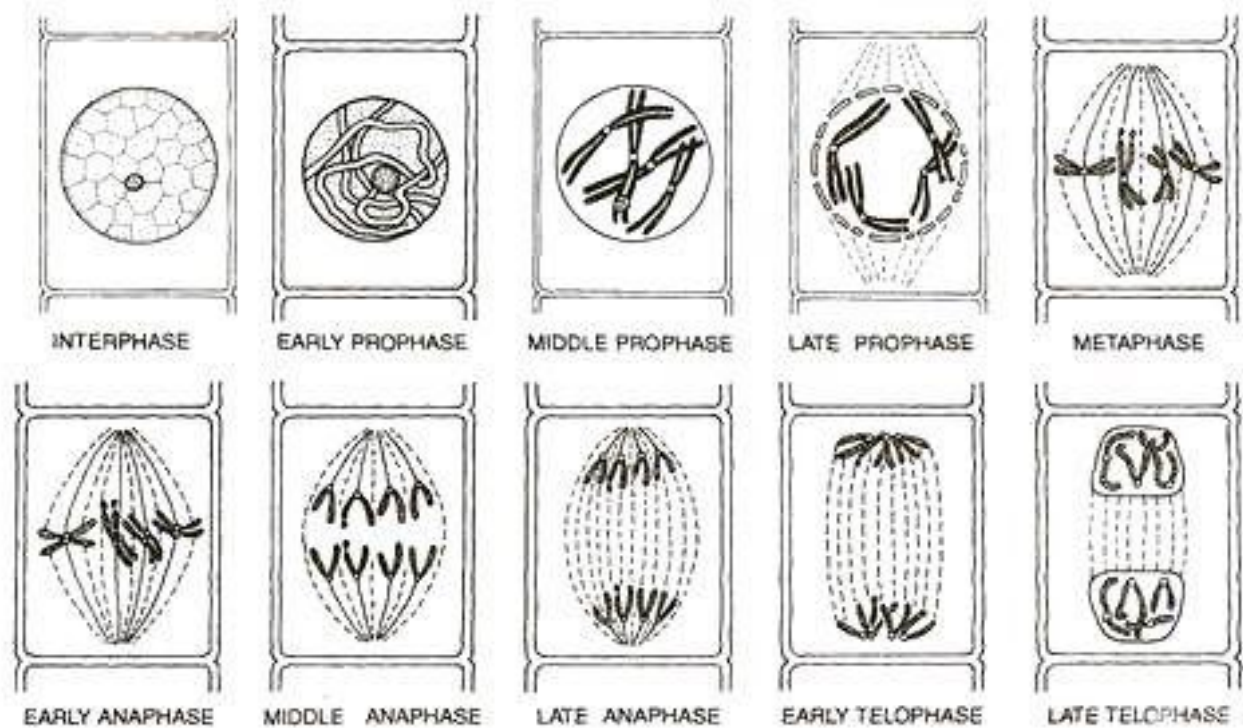 INTERPHASE
EARLY PROPHASE
MIDDLE PROPHASE
LATE PROPHASE
METAPHASE
EARLY ANAPHASE
MIDDLE ANAPHASE
LATE ANAPHASE
EARLY TELOPHASE
LATE TELOPHASE